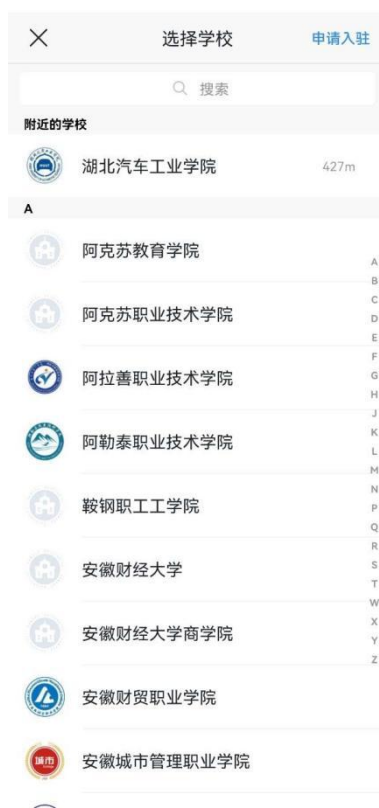 选择学校
申请入驻
搜索
附近的学校
湖北汽车工业学院
427m
A
阿克苏教育学院
阿克苏职业技术学院
阿拉善职业技术学院
阿勒泰职业技术学院
鞍钢职工工学院
安徽财经大学
安徽财经大学商学院
安徽财贸职业学院
城市
安徽城市管理职业学院
A
B
C
D
E
F
G
H
J
K
L
M
N
P
Q
R
S
T
W
X
Y
Z